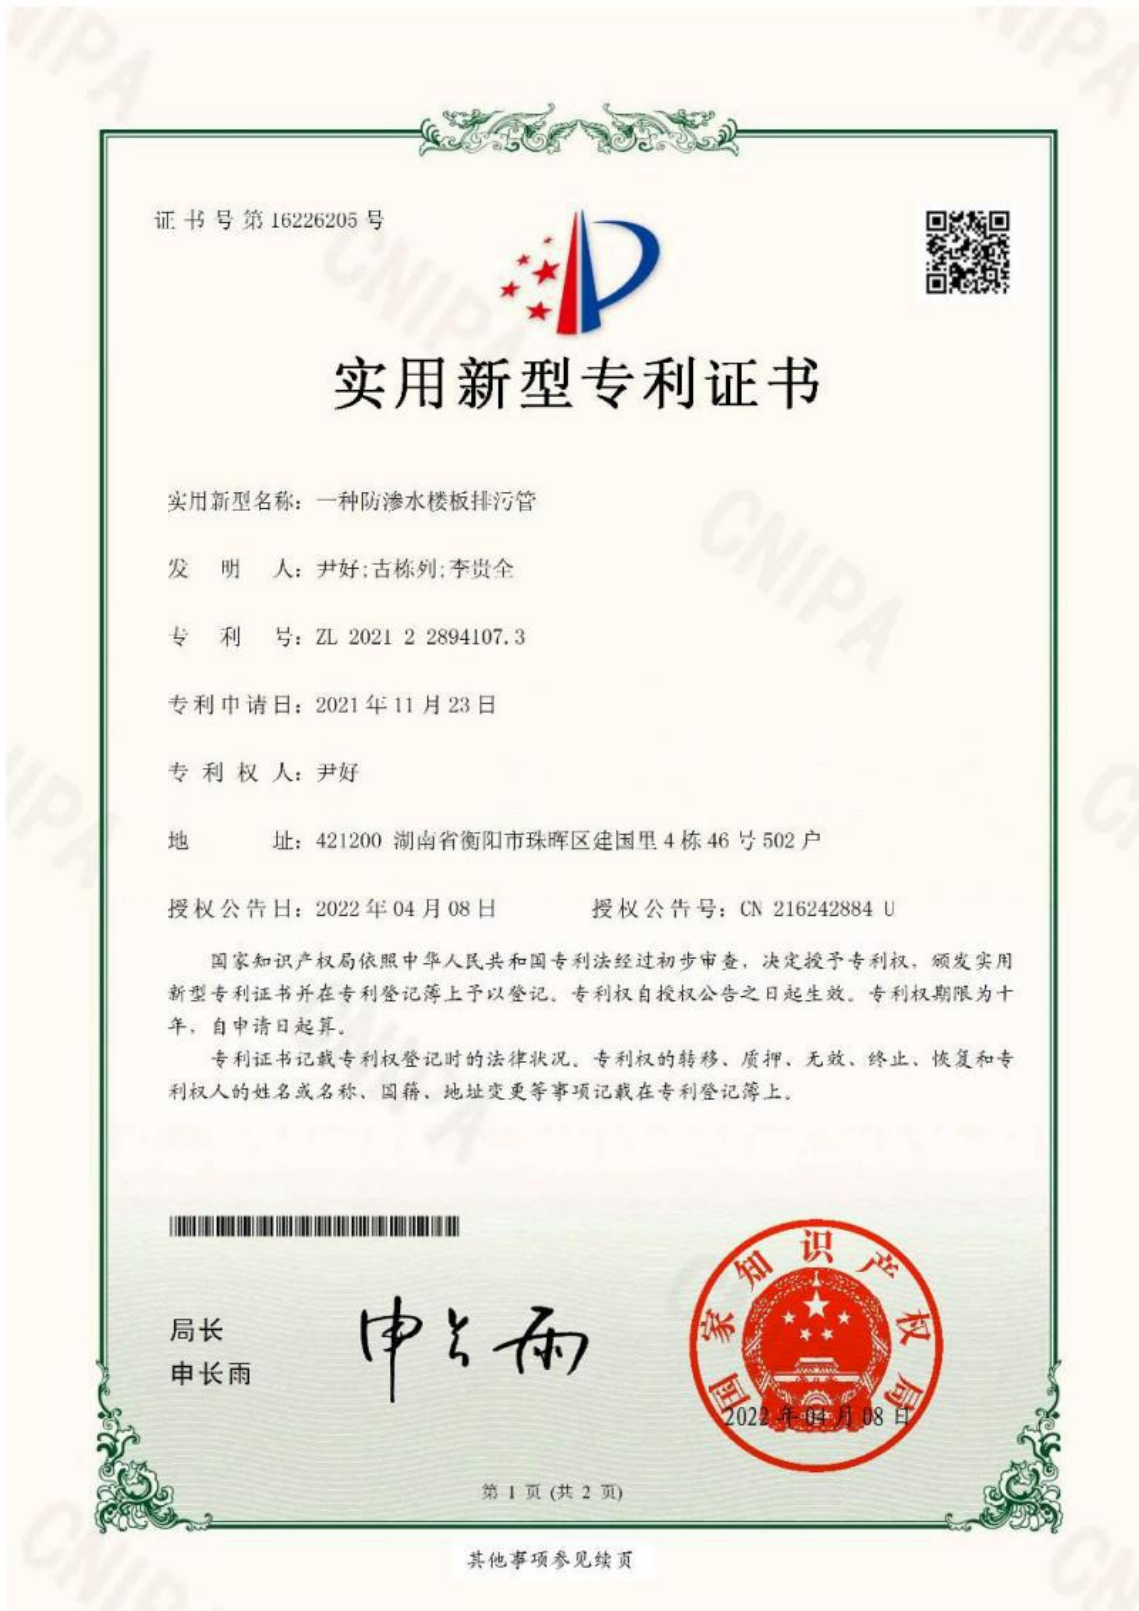 证书号第16226205号
实用新型专利证书
实用新型名称：一种防渗水楼板排污管
发明人：尹好;古栋列;李贵全
专利号：ZL 2021 2 2894107.3
专利申请日：2021年11月23日
专利权人：尹好
地址：421200 湖南省衡阳市珠晖区建国里4栋46号502户
授权公告日：2022年04月08日 授权公告号：CN 216242884 U
国家知识产权局依照中华人民共和国专利法经过初步审查，决定授予专利权，颁发实用
新型专利证书并在专利登记簿上予以登记。专利权自授权公告之日起生效。专利权期限为十
年，自申请日起算。
专利证书记载专利权登记时的法律状况。专利权的转移、质押、无效、终止、恢复和专
利权人的姓名或名称、国籍、地址变更等事项记载在专利登记簿上。
局长
申长雨
申长雨
国家知识产权局
2022年04月08日
第 1 页 (共 2 页)
其他事项参见续页
CNIPA